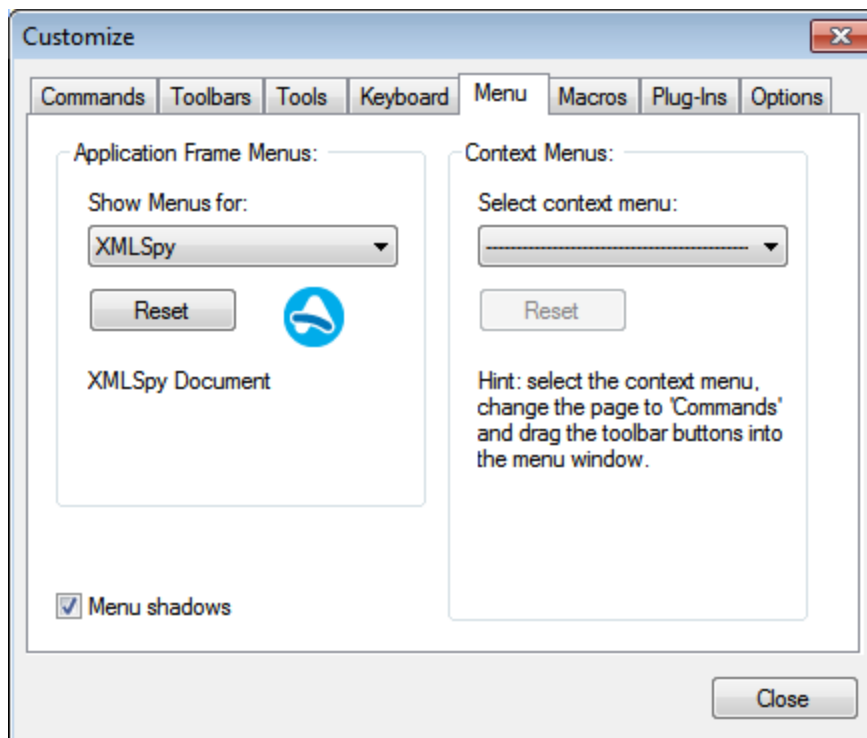 Customize
Commands Toolbars Tools Keyboard Menu Macros Plug-Ins Options
Application Frame Menus:
Show Menus for:
XMLSpy
Reset
XMLSpy Document
Context Menus:
Select context menu:
Reset
Hint: select the context menu,
change the page to 'Commands'
and drag the toolbar buttons into
the menu window.
Menu shadows
Close